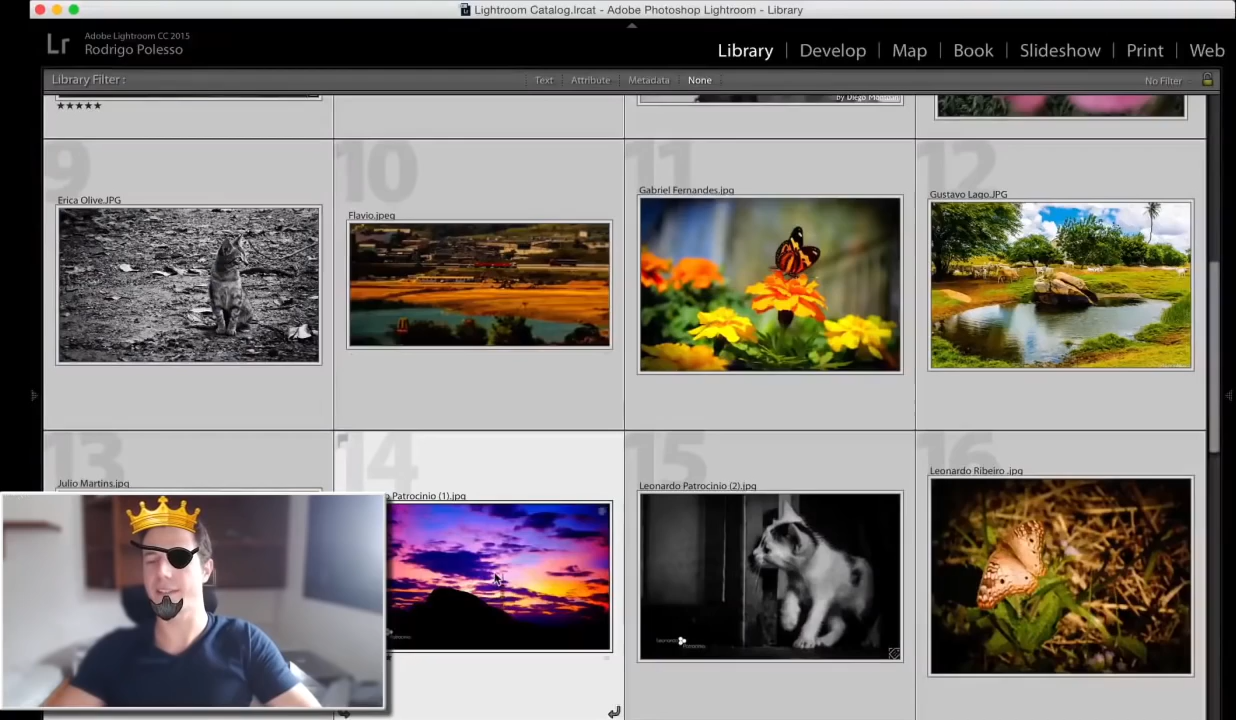 Lightroom Catalog.lrcat - Adobe Photoshop Lightroom - Library
Lr
Adobe Lightroom CC 2015
Rodrigo Polesso
Library | Develop | Map | Book | Slideshow | Print | Web
Library Filter : Text Attribute Metadata None No Filter
★★★★★
by Diego
9 10 11 12
Erica Olive.JPG
Flavio.jpeg
Gabriel Fernandes.jpg
Gustavo Lago.JPG
13 14 15 16
Julio Martins.jpg
Patrocinio (1).jpg
Leonardo Patrocinio (2).jpg
Leonardo Ribeiro .jpg